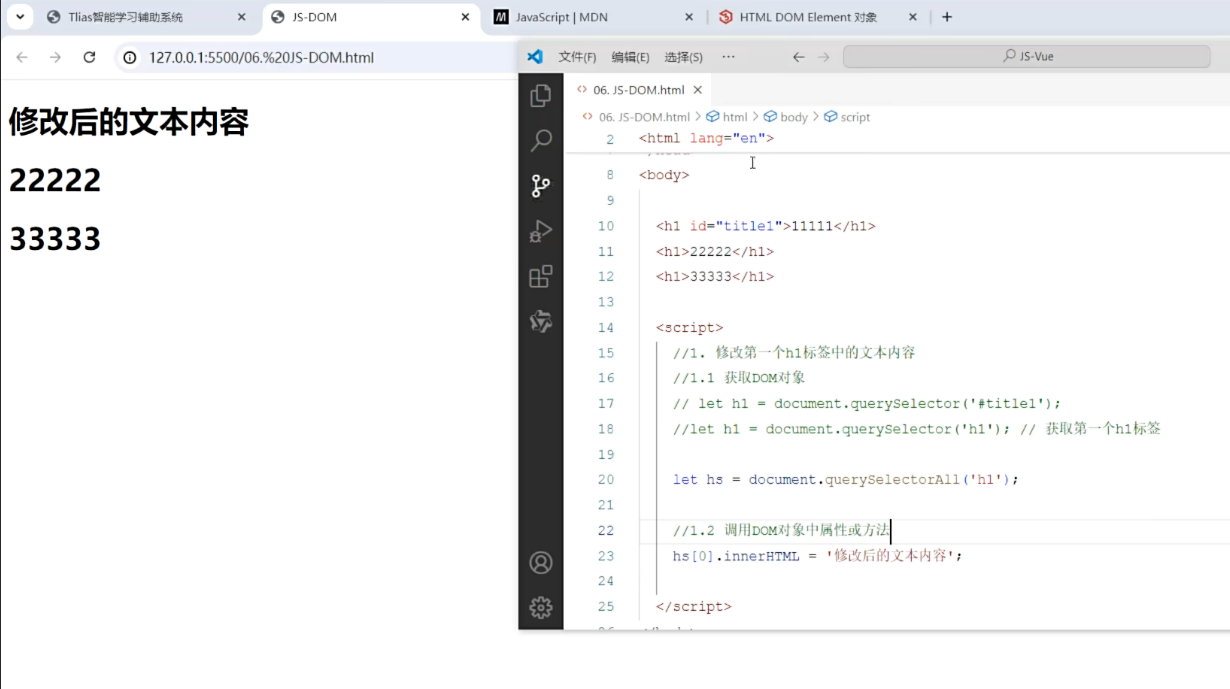 Tlias智能学习辅助系统
JS-DOM
JavaScript | MDN
HTML DOM Element 对象
127.0.0.1:5500/06.%20JS-DOM.html
修改后的文本内容
22222
33333
文件(F) 编辑(E) 选择(S) ···
JS-Vue
06. JS-DOM.html
06. JS-DOM.html > html > body > script
2 <html lang="en">
8 <body>
9
10 <h1 id="title1">11111</h1>
11 <h1>22222</h1>
12 <h1>33333</h1>
13
14 <script>
15 //1. 修改第一个h1标签中的文本内容
16 //1.1 获取DOM对象
17 // let h1 = document.querySelector('#title1');
18 //let h1 = document.querySelector('h1'); // 获取第一个h1标签
19
20 let hs = document.querySelectorAll('h1');
21
22 //1.2 调用DOM对象中属性或方法
23 hs[0].innerHTML = '修改后的文本内容';
24
25 </script>